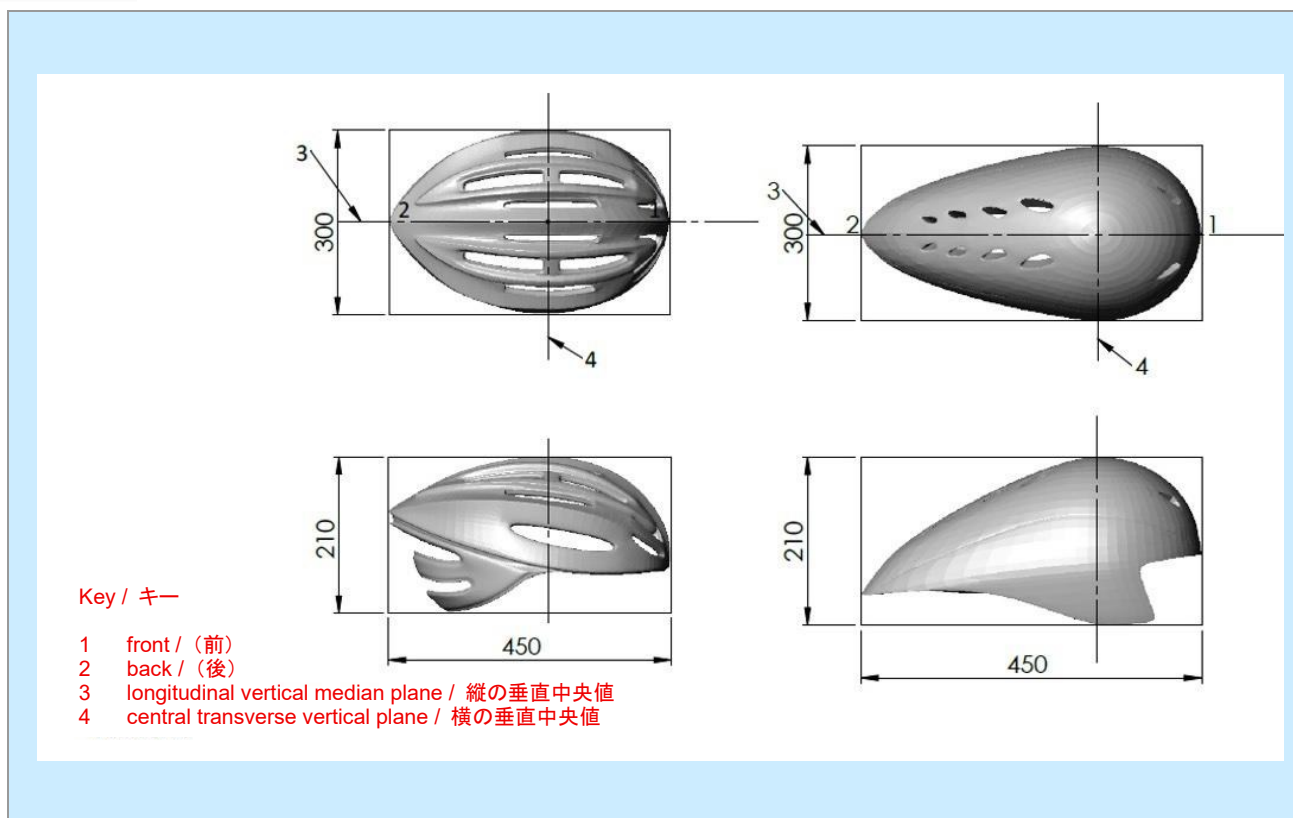 3
2
1
300
4
3
2
1
300
4
210
450
210
450
Key / キー
1 front /（前）
2 back /（後）
3 longitudinal vertical median plane / 縦の垂直中央値
4 central transverse vertical plane / 横の垂直中央値